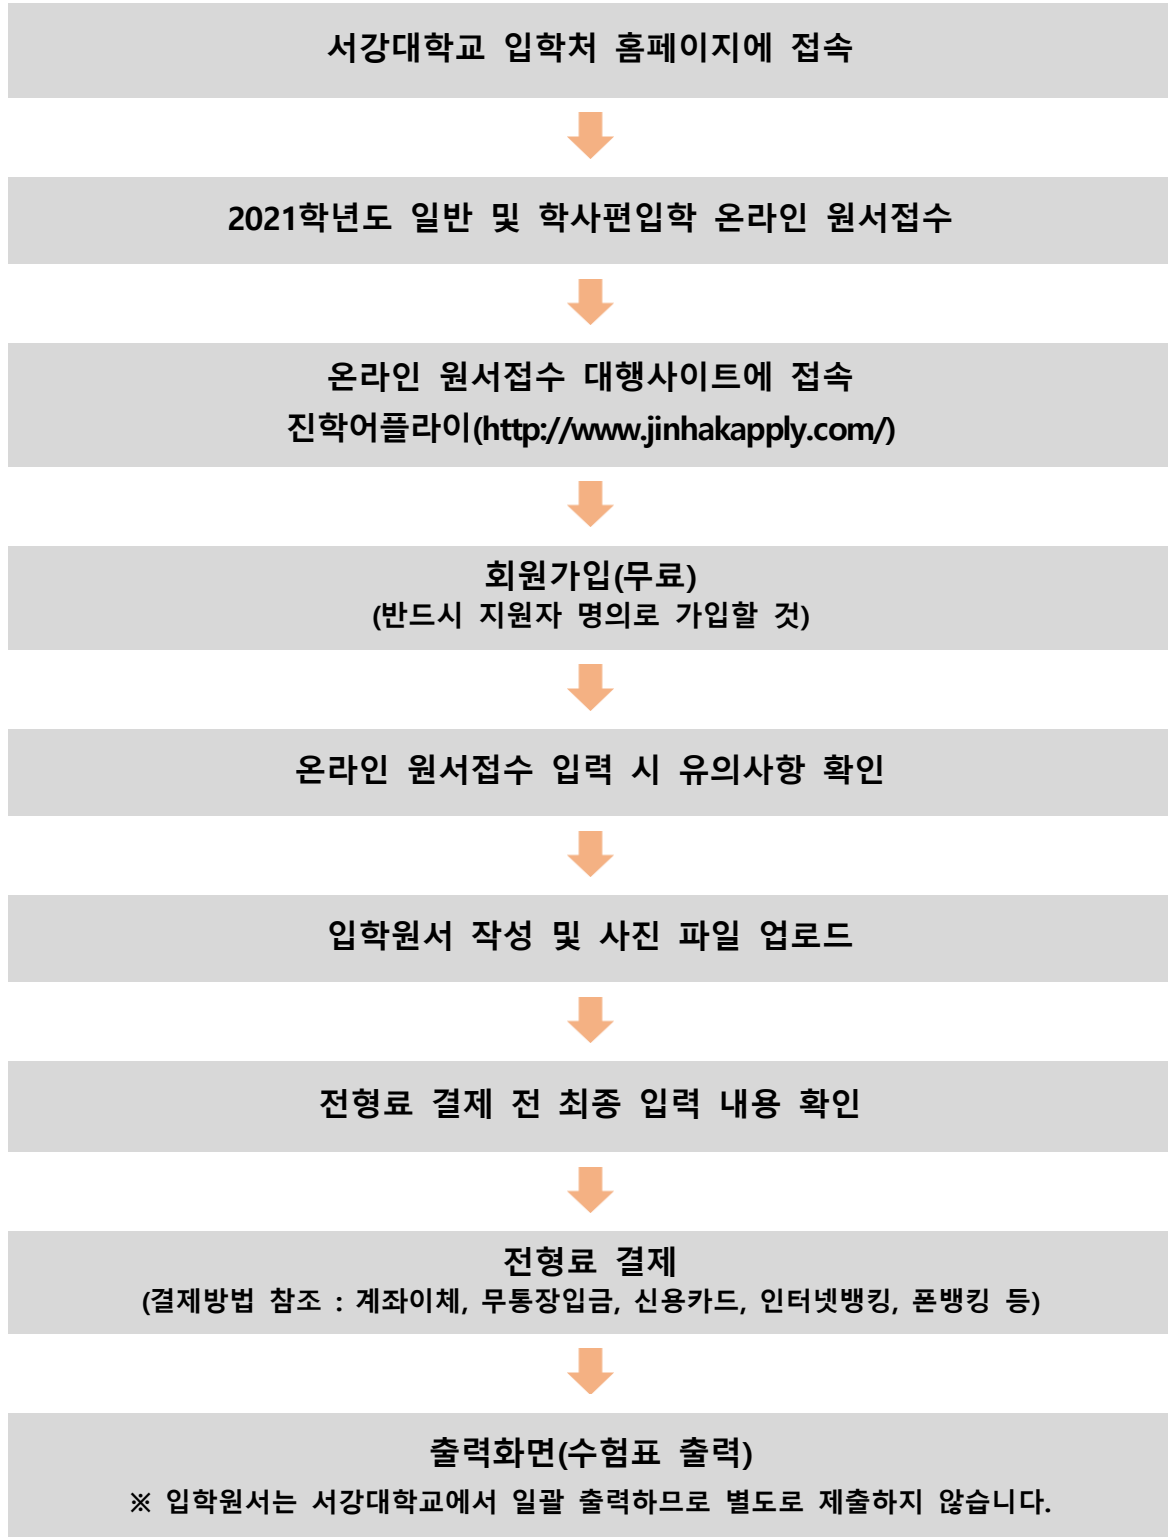 서강대학교 입학처 홈페이지에 접속
2021학년도 일반 및 학사편입학 온라인 원서접수
온라인 원서접수 대행사이트에 접속
진학어플라이(http://www.jinhakapply.com/)
회원가입(무료)
(반드시 지원자 명의로 가입할 것)
온라인 원서접수 입력 시 유의사항 확인
입학원서 작성 및 사진 파일 업로드
전형료 결제 전 최종 입력 내용 확인
전형료 결제
(결제방법 참조 : 계좌이체, 무통장입금, 신용카드, 인터넷뱅킹, 폰뱅킹 등)
출력화면(수험표 출력)
※ 입학원서는 서강대학교에서 일괄 출력하므로 별도로 제출하지 않습니다.